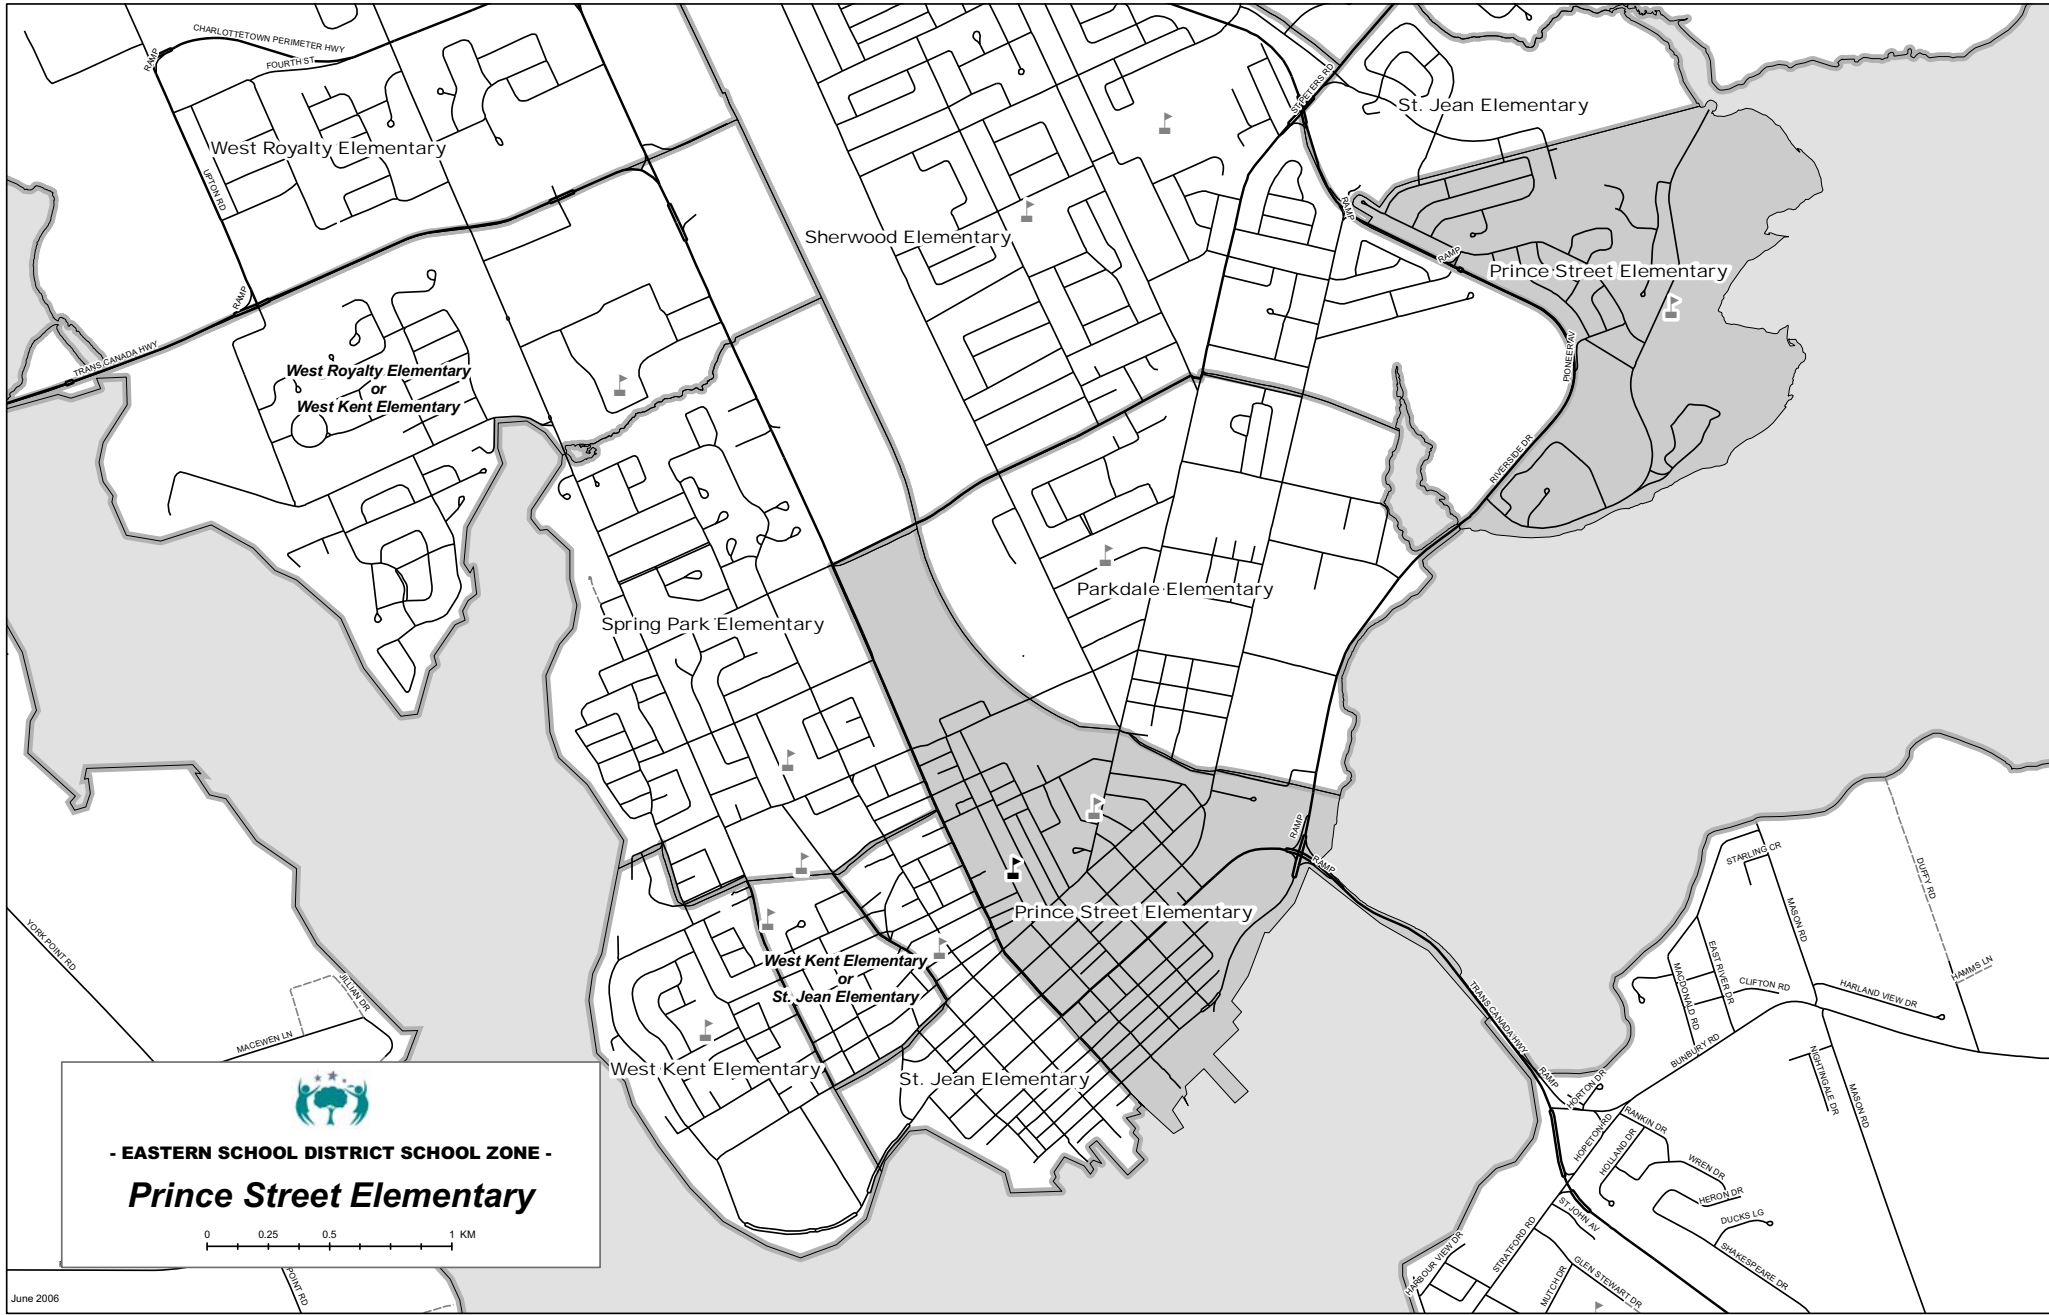 CHARLOTTETOWN PERIMETER HWY
RAMP
FOURTH ST
ST PETERS RD
St. Jean Elementary
West Royalty Elementary
UPTON RD
RAMP
Sherwood Elementary
RAMP
Prince Street Elementary
RAMP
TRANS CANADA HWY
PIONEER AV
West Royalty Elementary
or
West Kent Elementary
RIVERSIDE DR
Parkdale Elementary
Spring Park Elementary
RAMP
RAMP
STARLING CR
DUFFY RD
MASON RD
Prince Street Elementary
YORK POINT RD
JILLIAN DR
West Kent Elementary
or
St. Jean Elementary
EAST RIVER DR
MACDONALD RD
CLIFTON RD
HARLAND VIEW DR
HAMMS LN
TRANS CANADA HWY
MACEWEN LN
BUNBURY RD
NIGHTINGALE DR
MASON RD
West Kent Elementary
St. Jean Elementary
RAMP
HORTON DR
HOPETON RD
RANKIN DR
HOLLAND DR
WREN DR
HERON DR
DUCKS LG
ST JOHN AV
STRATFORD RD
HARBOUR VIEW DR
SHAKESPEARE DR
GLEN STEWART DR
MUTCH DR
- EASTERN SCHOOL DISTRICT SCHOOL ZONE -
Prince Street Elementary
0 0.25 0.5 1 KM
POINT RD
June 2006